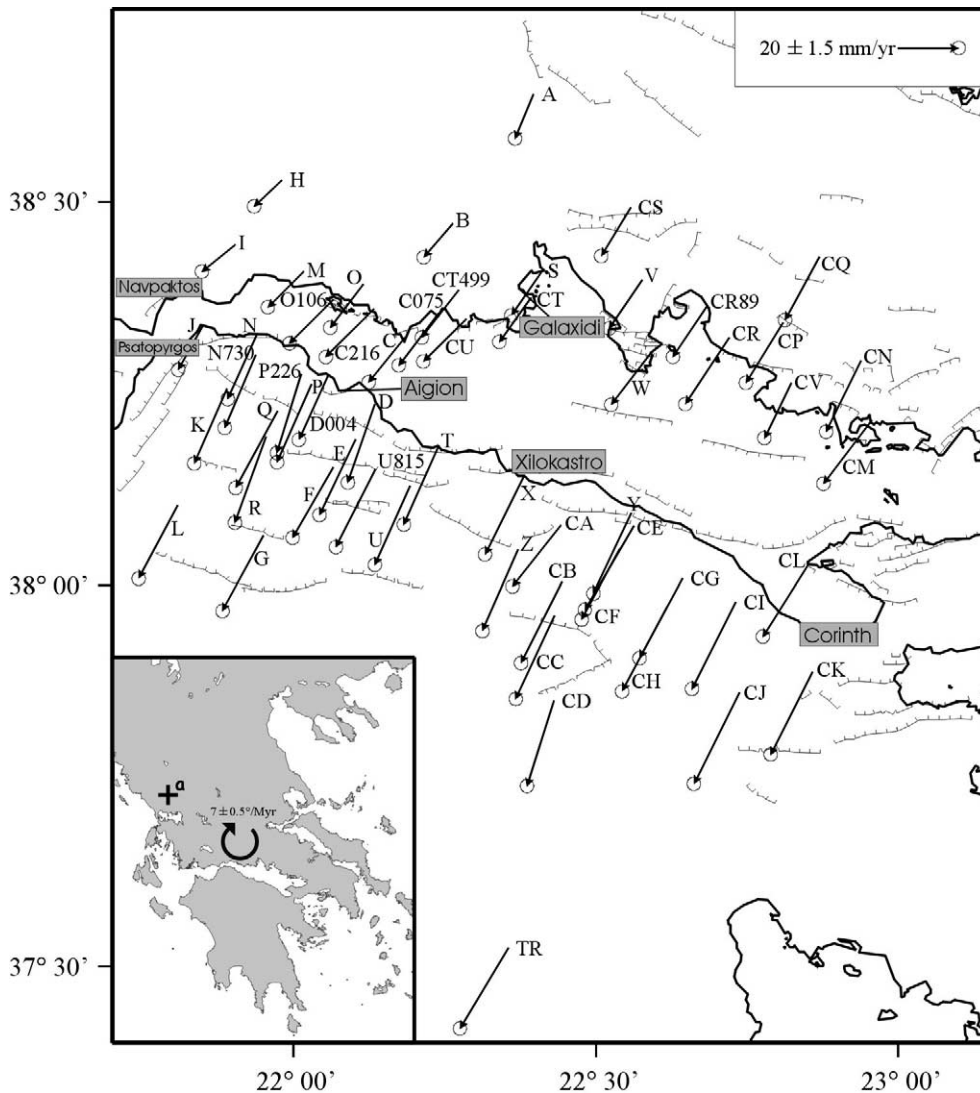 20 ± 1.5 mm/yr
A
38° 30'
H
CS
B
I
CQ
S
V
M
O
CT499
Navpaktos
O106
C075
CT
CR89
Galaxidi
J
N
C
CR
CP
Psatopyrgos
N730
C216
CU
CN
P226
P
Aigion
W
CV
Q
D
K
D004
T
E
U815
Xilokastro
CM
R
F
X
Y
L
CA
CE
U
Z
G
CB
CG
CL
38° 00'
CI
CF
Corinth
CC
CH
CK
CD
CJ
a
7 ± 0.5°/Myr
TR
37° 30'
22° 00' 22° 30' 23° 00'